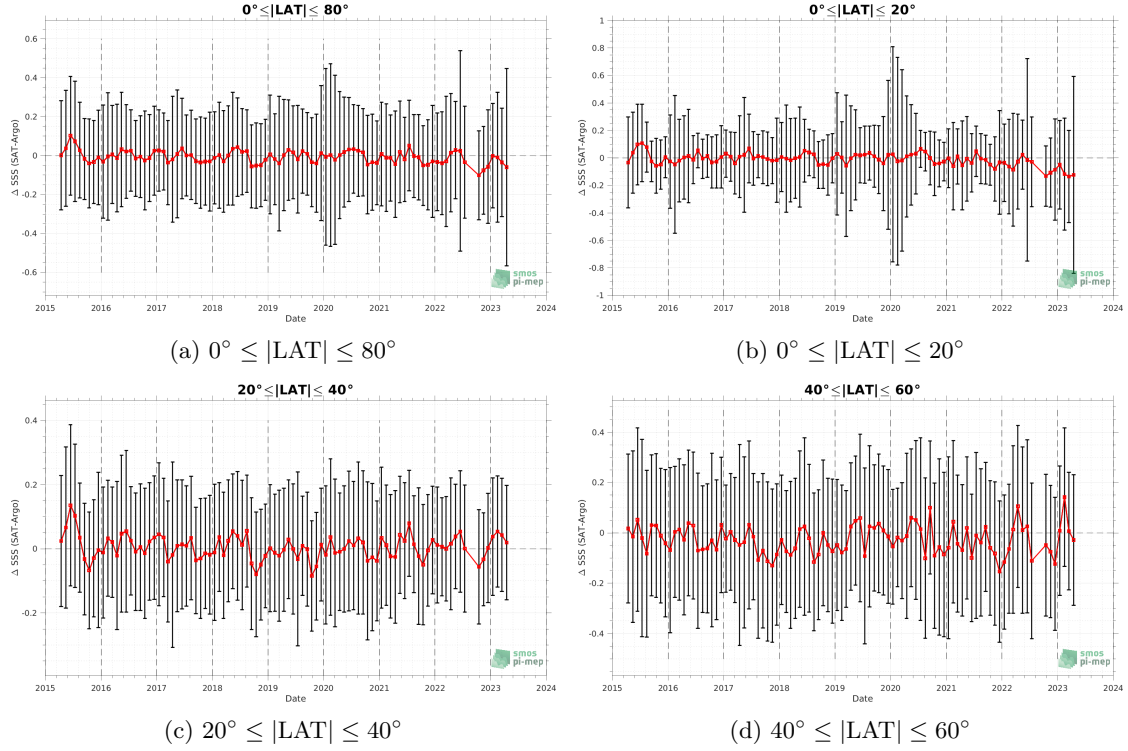 0°≤|LAT|≤ 80°
Δ SSS (SAT-Argo)
0.6
0.4
0.2
0
-0.2
-0.4
-0.6
2015 2016 2017 2018 2019 2020 2021 2022 2023 2024
Date
smos
pi-mep
(a) 0° ≤ |LAT| ≤ 80°
0°≤|LAT|≤ 20°
Δ SSS (SAT-Argo)
1
0.8
0.6
0.4
0.2
0
-0.2
-0.4
-0.6
-0.8
-1
2015 2016 2017 2018 2019 2020 2021 2022 2023 2024
Date
smos
pi-mep
(b) 0° ≤ |LAT| ≤ 20°
20°≤|LAT|≤ 40°
Δ SSS (SAT-Argo)
0.4
0.2
0
-0.2
2015 2016 2017 2018 2019 2020 2021 2022 2023 2024
Date
smos
pi-mep
(c) 20° ≤ |LAT| ≤ 40°
40°≤|LAT|≤ 60°
Δ SSS (SAT-Argo)
0.4
0.2
0
-0.2
-0.4
2015 2016 2017 2018 2019 2020 2021 2022 2023 2024
Date
smos
pi-mep
(d) 40° ≤ |LAT| ≤ 60°